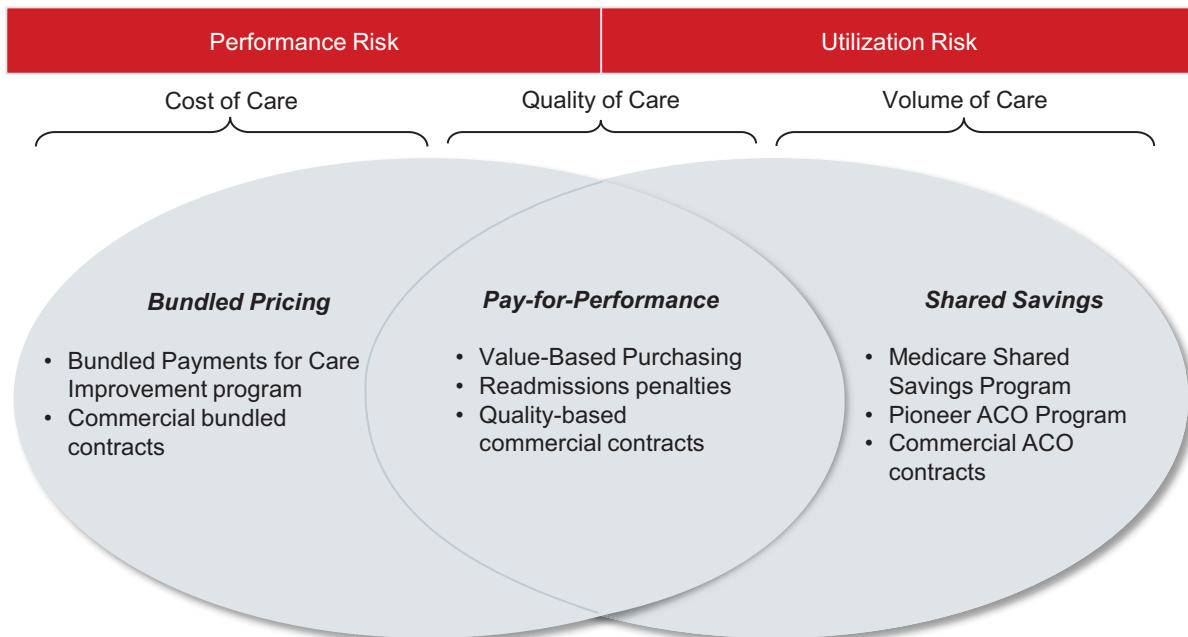 Performance Risk
Utilization Risk
Cost of Care
Quality of Care
Volume of Care
Bundled Pricing
• Bundled Payments for Care
Improvement program
• Commercial bundled
contracts
Pay-for-Performance
• Value-Based Purchasing
• Readmissions penalties
• Quality-based
commercial contracts
Shared Savings
• Medicare Shared
Savings Program
• Pioneer ACO Program
• Commercial ACO
contracts